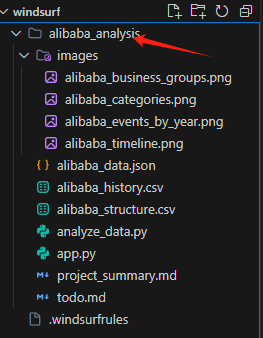 windsurf
alibaba_analysis
images
alibaba_business_groups.png
alibaba_categories.png
alibaba_events_by_year.png
alibaba_timeline.png
alibaba_data.json
alibaba_history.csv
alibaba_structure.csv
analyze_data.py
app.py
project_summary.md
todo.md
.windsurfrules